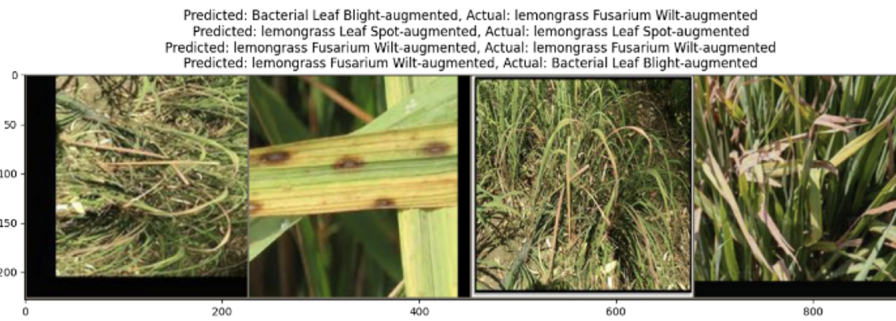 Predicted: Bacterial Leaf Blight-augmented, Actual: lemongrass Fusarium Wilt-augmented
Predicted: lemongrass Leaf Spot-augmented, Actual: lemongrass Leaf Spot-augmented
Predicted: lemongrass Fusarium Wilt-augmented, Actual: lemongrass Fusarium Wilt-augmented
Predicted: lemongrass Fusarium Wilt-augmented, Actual: Bacterial Leaf Blight-augmented
0
50
100
150
200
0 200 400 600 800